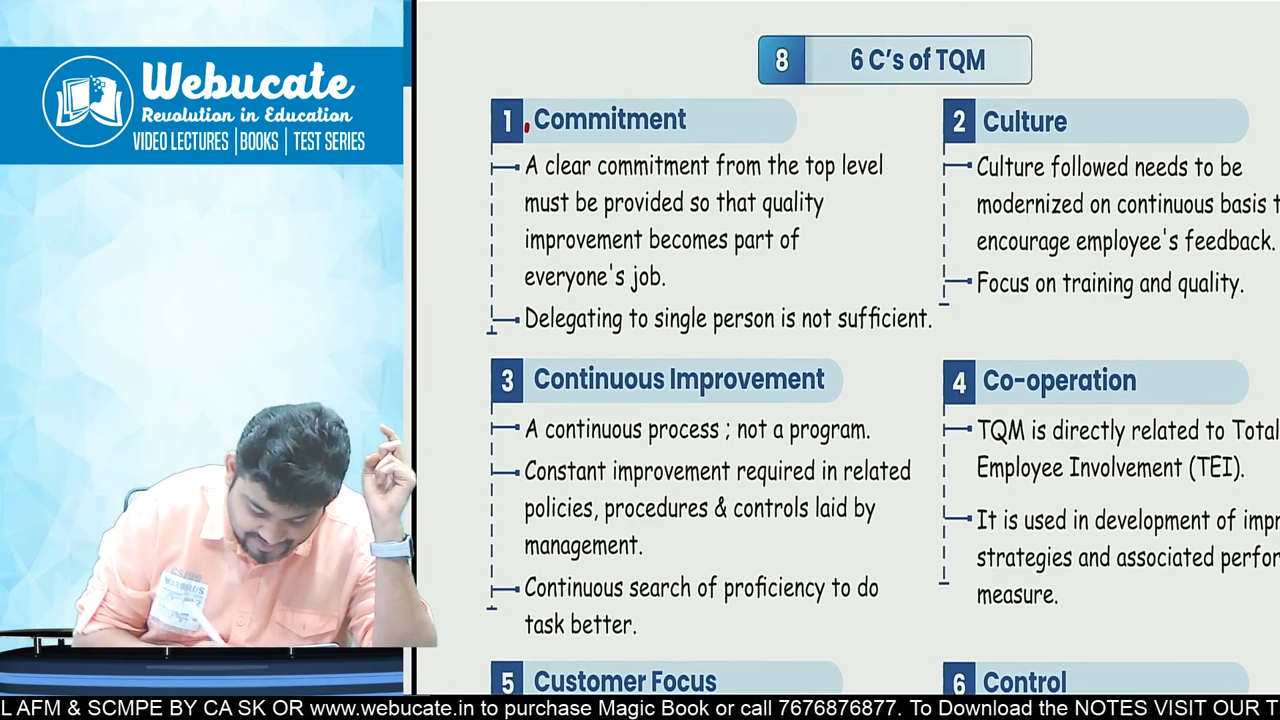 Webucate
Revolution in Education
VIDEO LECTURES | BOOKS | TEST SERIES
8 6 C's of TQM
1 Commitment
A clear commitment from the top level
must be provided so that quality
improvement becomes part of
everyone's job.
Delegating to single person is not sufficient.
2 Culture
Culture followed needs to be
modernized on continuous basis t
encourage employee's feedback.
Focus on training and quality.
3 Continuous Improvement
A continuous process ; not a program.
Constant improvement required in related
policies, procedures & controls laid by
management.
Continuous search of proficiency to do
task better.
4 Co-operation
TQM is directly related to Total
Employee Involvement (TEI).
It is used in development of impr
strategies and associated perfor
measure.
5 Customer Focus
6 Control
L AFM & SCMPE BY CA SK OR www.webucate.in to purchase Magic Book or call 7676876877. To Download the NOTES VISIT OUR T